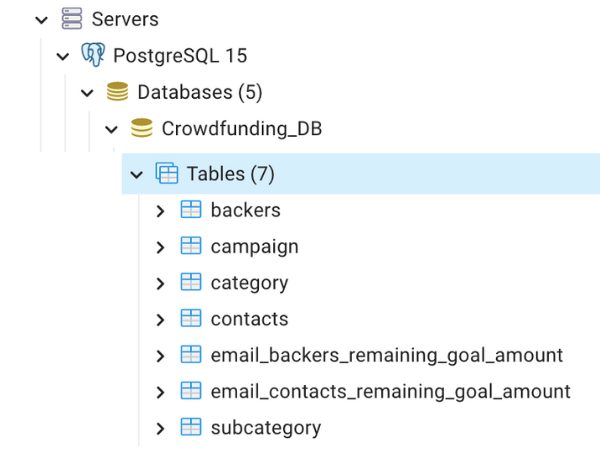 Servers
PostgreSQL 15
Databases (5)
Crowdfunding_DB
Tables (7)
backers
campaign
category
contacts
email_backers_remaining_goal_amount
email_contacts_remaining_goal_amount
subcategory